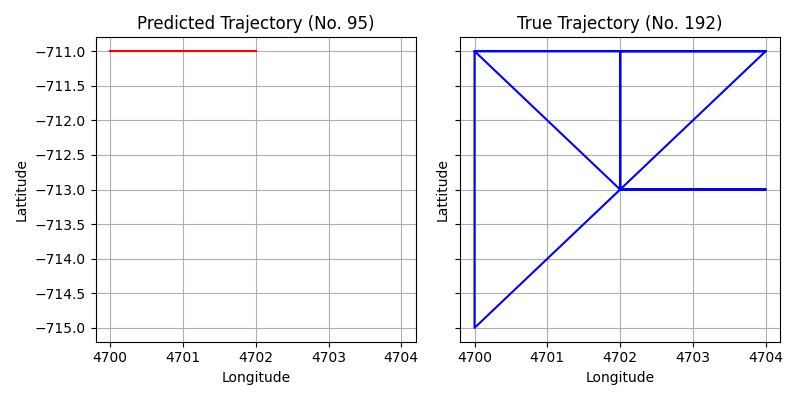 Predicted Trajectory (No. 95)
−711.0
−711.5
−712.0
−712.5
−713.0
−713.5
−714.0
−714.5
−715.0
Lattitude
4700 4701 4702 4703 4704
Longitude
True Trajectory (No. 192)
Lattitude
4700 4701 4702 4703 4704
Longitude